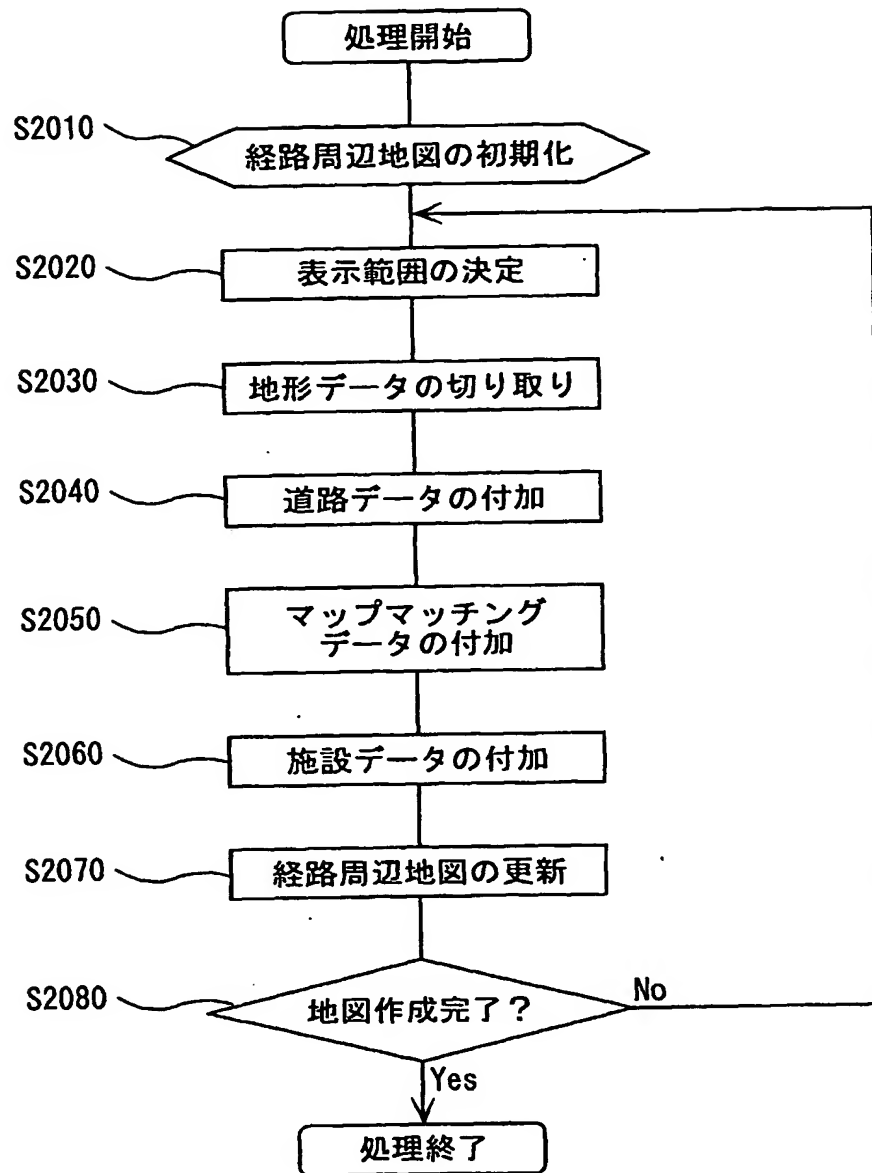 処理開始
S2010
経路周辺地図の初期化
S2020
表示範囲の決定
S2030
地形データの切り取り
S2040
道路データの付加
S2050
マップマッチング
データの付加
S2060
施設データの付加
S2070
経路周辺地図の更新
S2080
地図作成完了？
No
Yes
処理終了